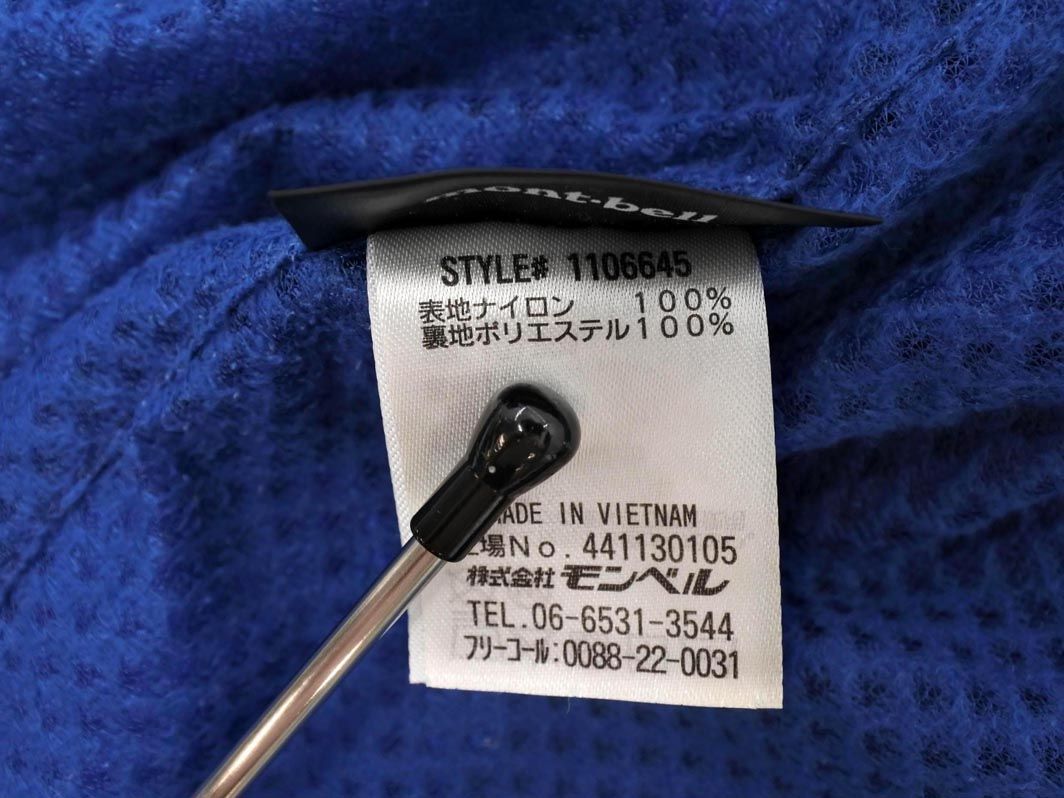 mont-bell
STYLE# 1106645
表地ナイロン 100%
裏地ポリエステル100%
MADE IN VIETNAM
工場No. 441130105
株式会社 モンベル
TEL. 06-6531-3544
フリーコール:0088-22-0031